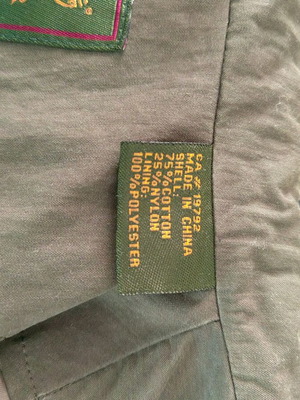 CA # 19792
MADE IN CHINA
SHELL:
75%COTTON
25%NYLON
LINING:
100%POLYESTER